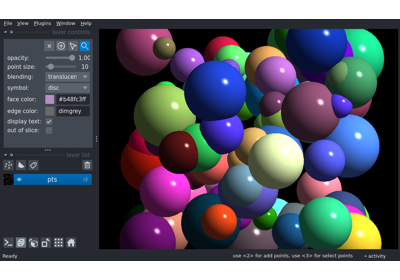 File View Plugins Window Help
layer controls
opacity: 1.00
point size: 10
blending: translucen
symbol: disc
face color: #b48fc3ff
edge color: dimgrey
display text:
out of slice:
layer list
pts
Ready
use <2> for add points, use <3> for select points
activity